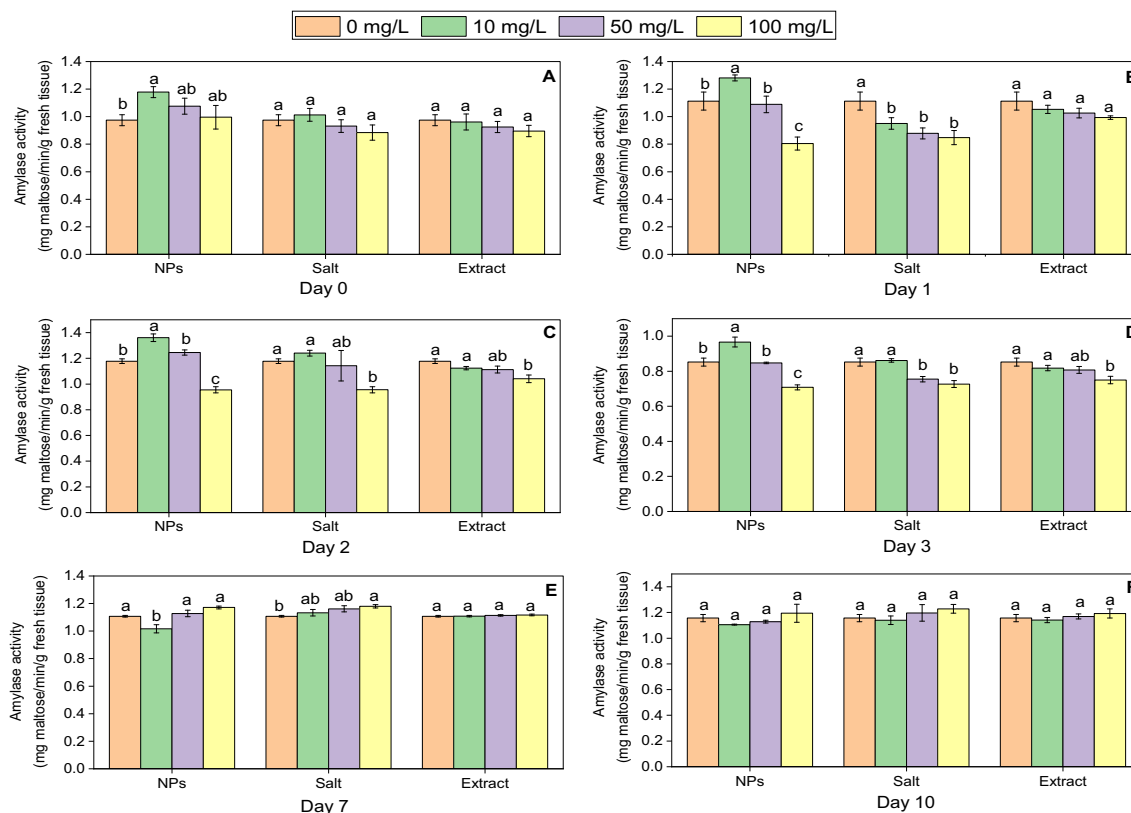 0 mg/L 10 mg/L 50 mg/L 100 mg/L
A
Amylase activity
(mg maltose/min/g fresh tissue)
1.4
1.2
1.0
0.8
0.6
0.4
0.2
0.0
b a ab ab a a a a a a a a
NPs Salt Extract
Day 0
Amylase activity
(mg maltose/min/g fresh tissue)
1.4
1.2
1.0
0.8
0.6
0.4
0.2
0.0
b a b c a b b b a a a a
NPs Salt Extract
Day 1
C
Amylase activity
(mg maltose/min/g fresh tissue)
1.4
1.2
1.0
0.8
0.6
0.4
0.2
0.0
b a b c a a ab b a a ab b
NPs Salt Extract
Day 2
D
Amylase activity
(mg maltose/min/g fresh tissue)
1.0
0.8
0.6
0.4
0.2
0.0
b a b c a a b b a a ab b
NPs Salt Extract
Day 3
E
Amylase activity
(mg maltose/min/g fresh tissue)
1.4
1.2
1.0
0.8
0.6
0.4
0.2
0.0
a b a a b ab ab a a a a a
NPs Salt Extract
Day 7
F
Amylase activity
(mg maltose/min/g fresh tissue)
1.4
1.2
1.0
0.8
0.6
0.4
0.2
0.0
a a a a a a a a a a a a
NPs Salt Extract
Day 10